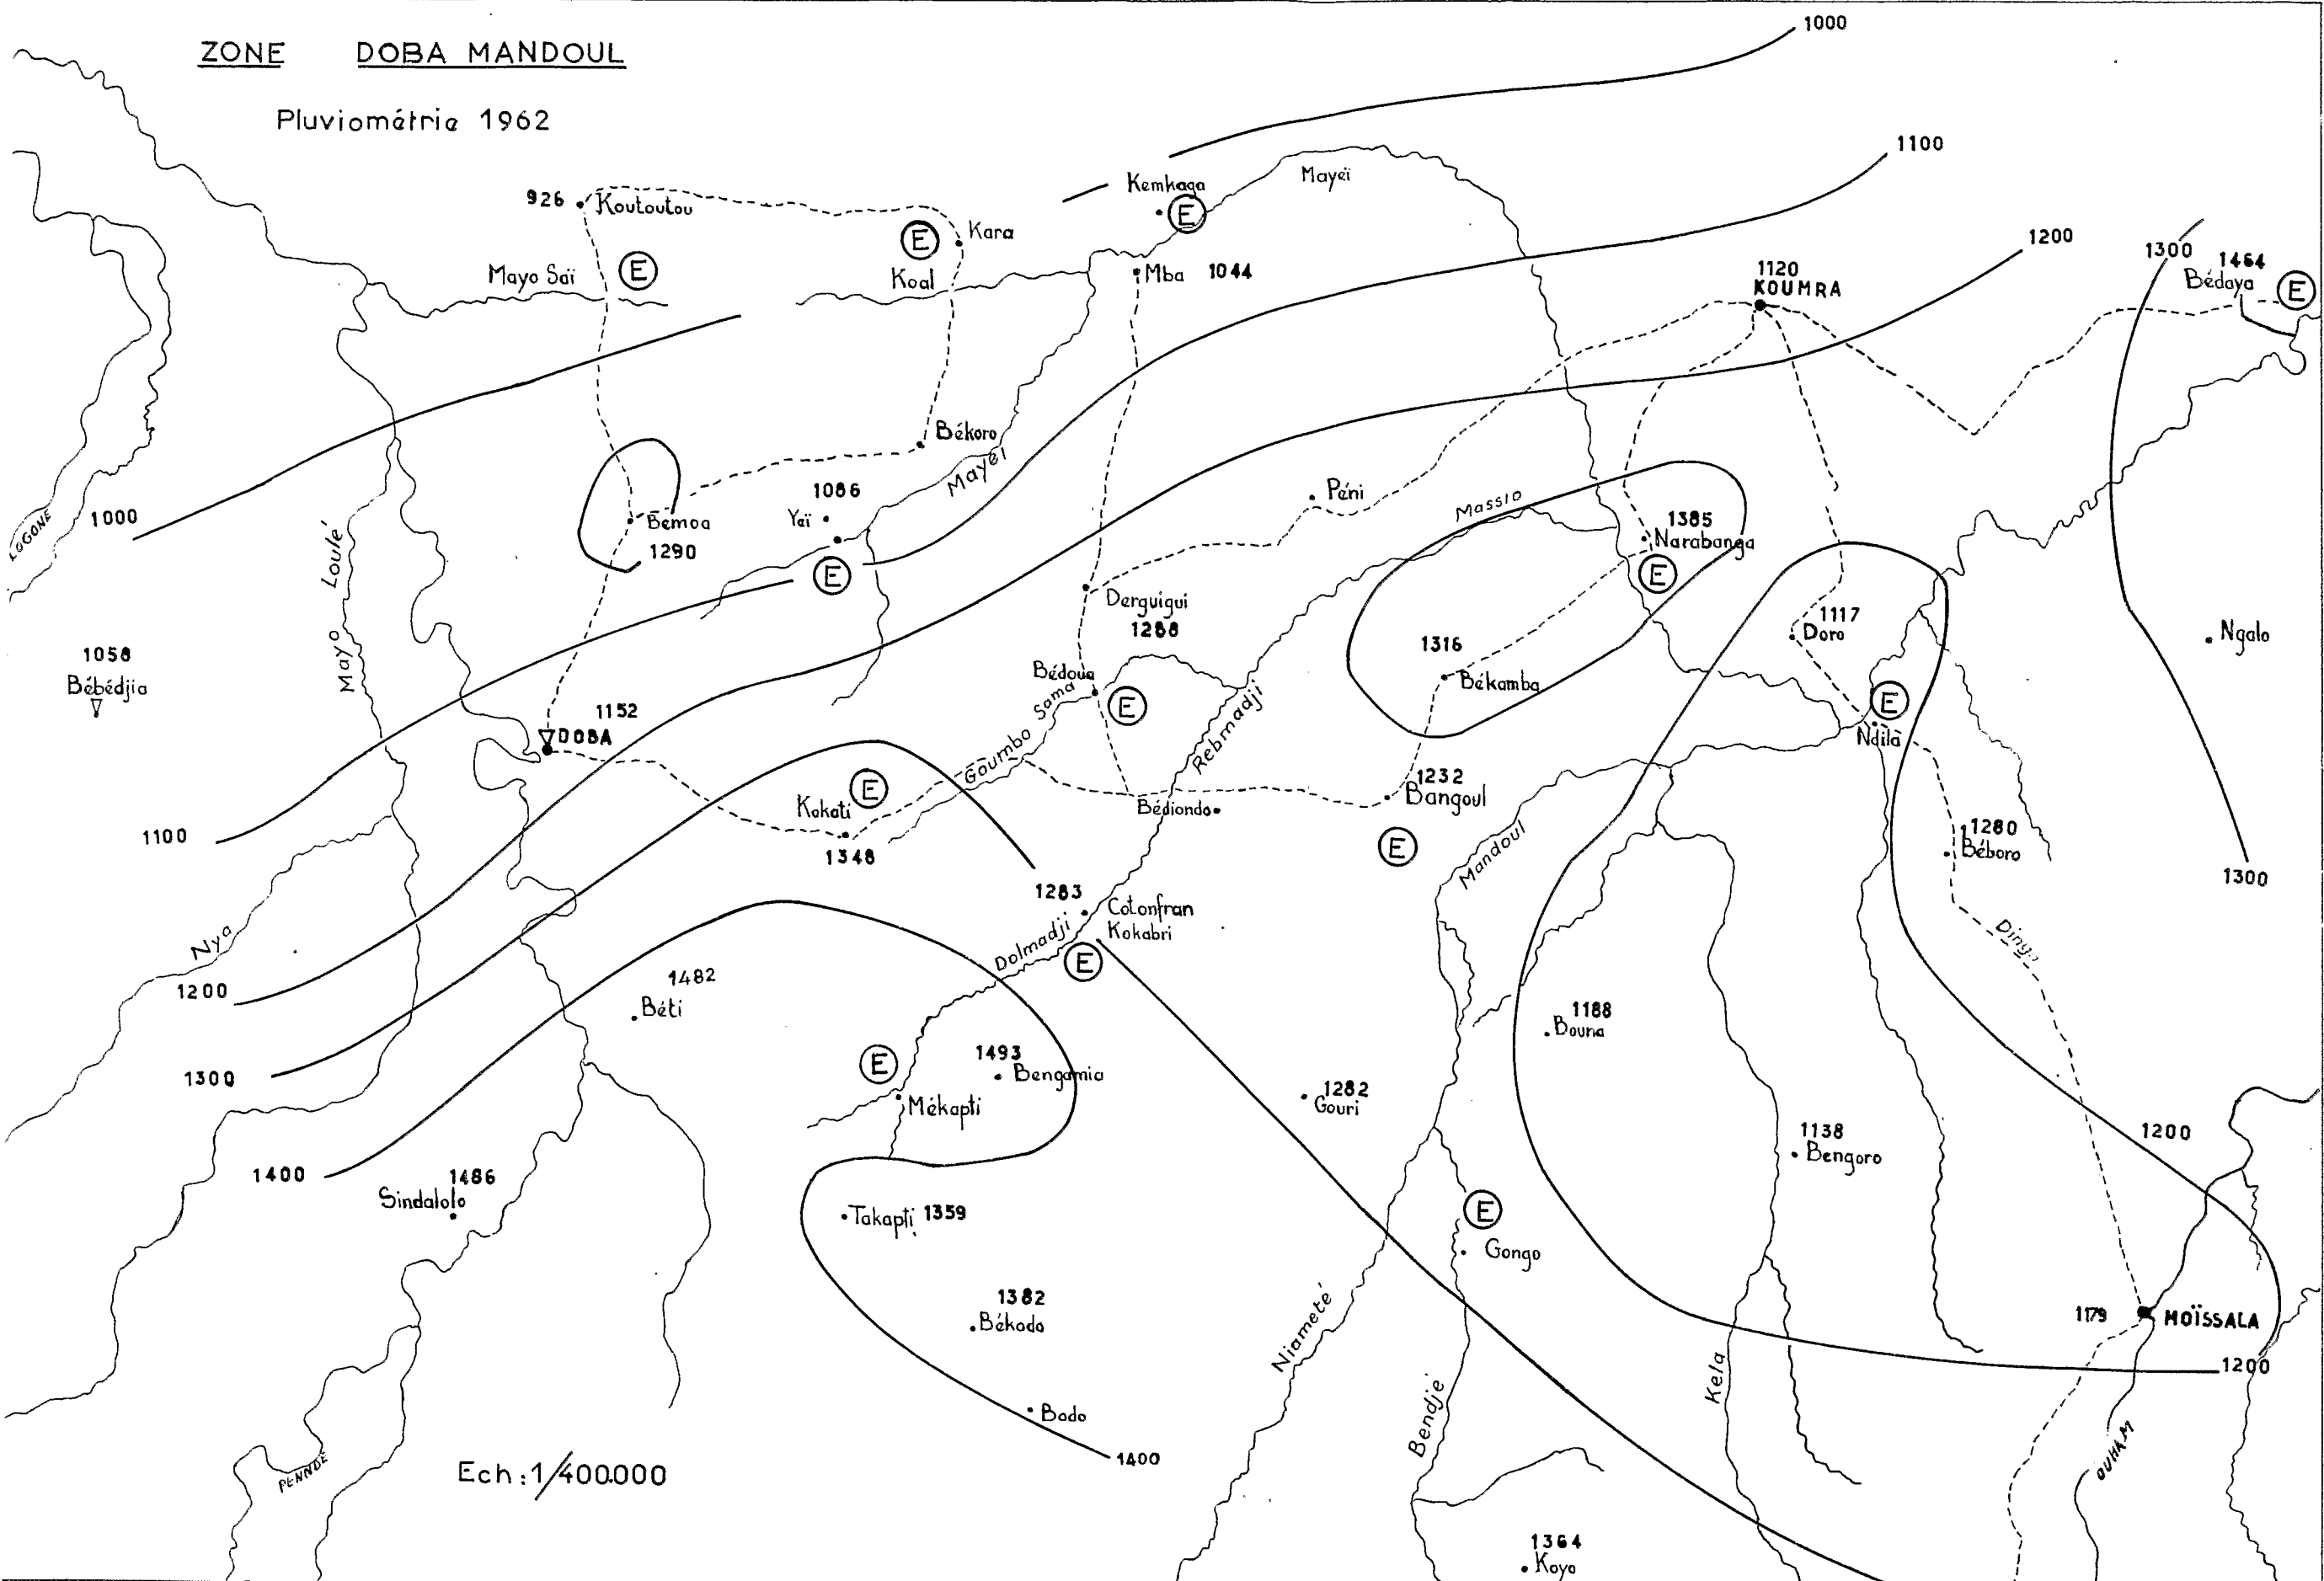 ZONE DOBA MANDOUL
Pluviométrie 1962
1000
1100
1200
1300
1464
Bédaya
E
Kemkaga
E
Mayeï
926
Koutoutou
E
Kara
Koal
Mayo Saï
E
Mba 1044
1120
KOUMRA
Békoro
Mayeï
1086
Yeï
E
Bemoa
1290
1000
LOGONE
Mayo Loulé
Péni
Massio
1385
Narabanga
E
Derguigui
1288
1117
Doro
Ngalo
1058
Bébédjia
1316
Békamba
Bédoua
E
E
Ndila
1152
DOBA
Goumbo Sama
Rebmadji
E
Kokati
1348
Bédiondo
1232
Bangoul
E
Mandoul
1280
Béboro
1100
1300
1283
Cotonfran
Kokabri
E
Dolmadji
Dingo
Nya
1200
1482
Béti
1188
Bouna
1300
E
1493
Bengamia
Mékapti
1282
Gouri
1138
Bengoro
1200
1400
1486
Sindalolo
Takapti 1359
E
Gongo
1382
Békodo
Niameté
1179
MOÏSSALA
1200
Kela
Bendjé
Bodo
1400
OUHAM
PENNDÉ
Ech:1/400.000
1364
Koyo